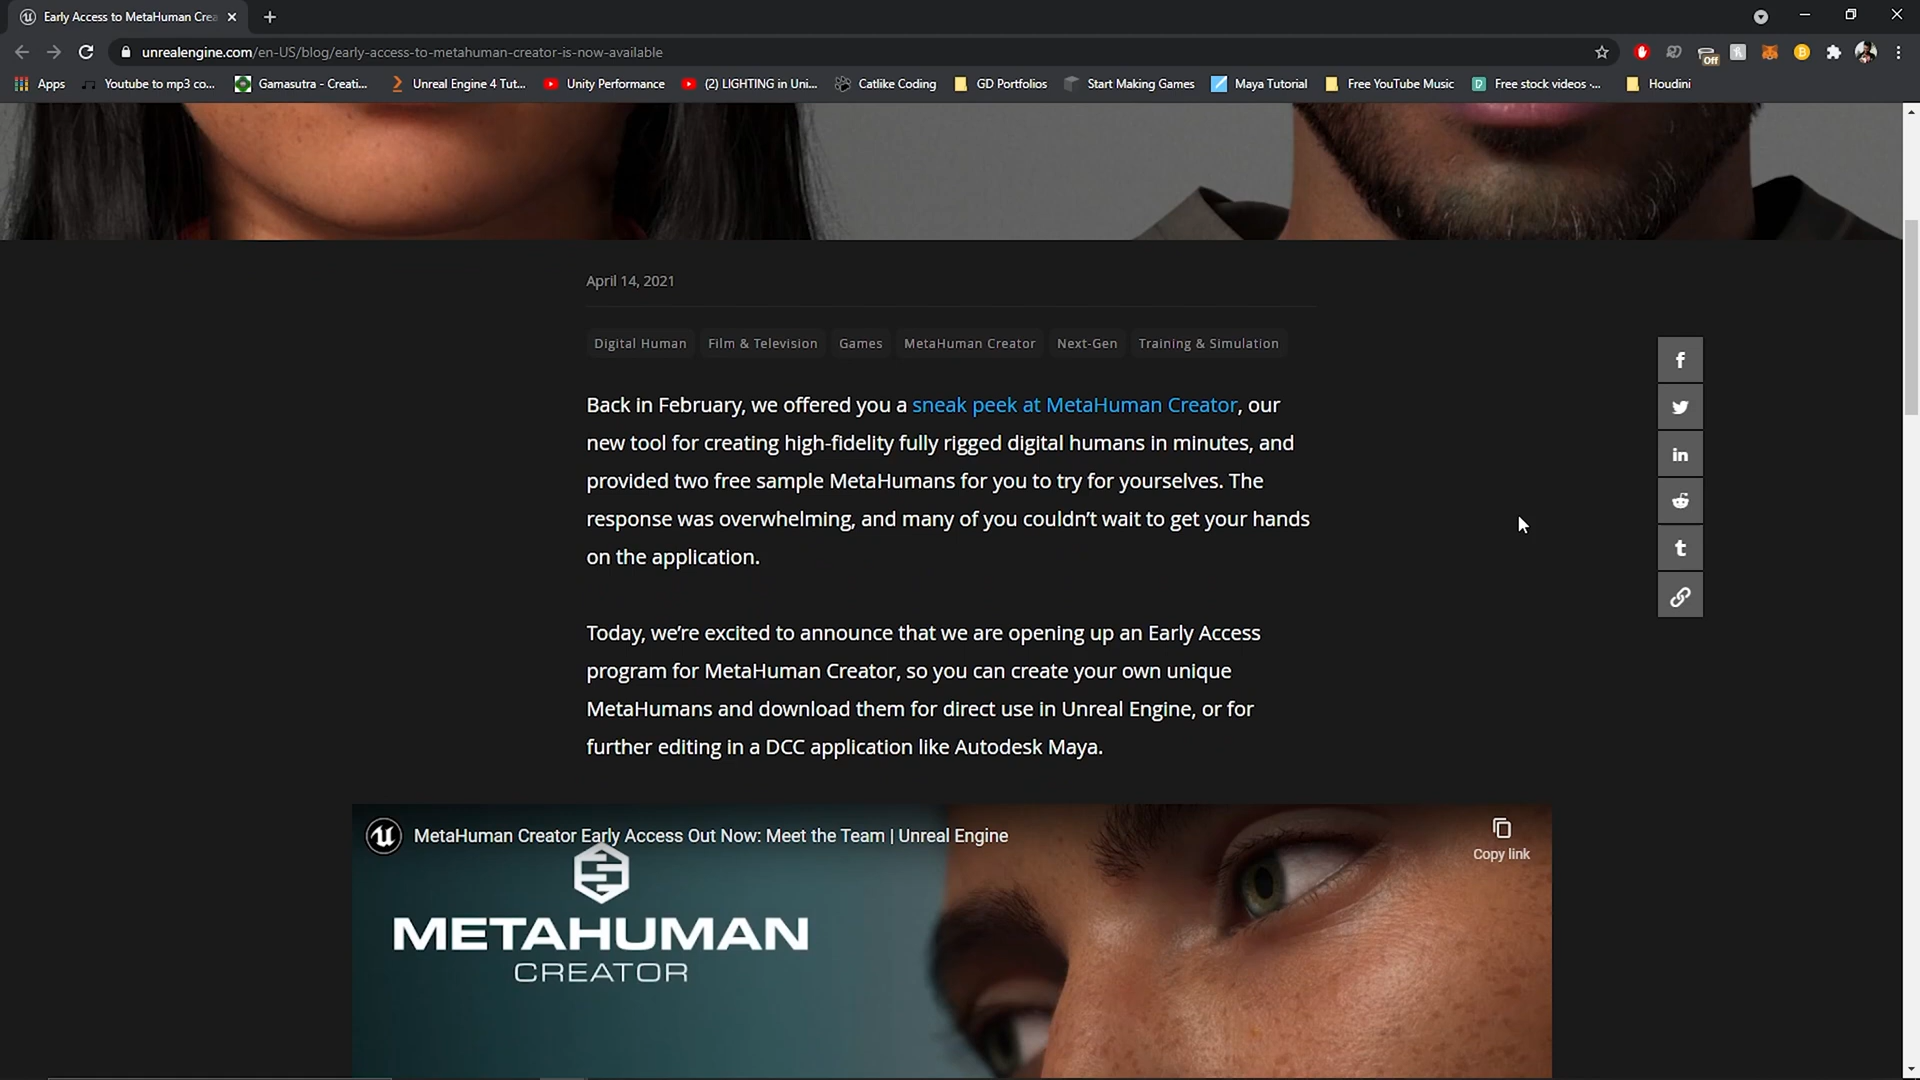 Early Access to MetaHuman Crea
unrealengine.com/en-US/blog/early-access-to-metahuman-creator-is-now-available
Off
Apps
Youtube to mp3 co...
Gamasutra - Creati...
Unreal Engine 4 Tut...
Unity Performance
(2) LIGHTING in Uni...
Catlike Coding
GD Portfolios
Start Making Games
Maya Tutorial
Free YouTube Music
Free stock videos -...
Houdini
April 14, 2021
Digital Human
Film & Television
Games
MetaHuman Creator
Next-Gen
Training & Simulation
Back in February, we offered you a sneak peek at MetaHuman Creator, our
new tool for creating high-fidelity fully rigged digital humans in minutes, and
provided two free sample MetaHumans for you to try for yourselves. The
response was overwhelming, and many of you couldn’t wait to get your hands
on the application.
Today, we’re excited to announce that we are opening up an Early Access
program for MetaHuman Creator, so you can create your own unique
MetaHumans and download them for direct use in Unreal Engine, or for
further editing in a DCC application like Autodesk Maya.
MetaHuman Creator Early Access Out Now: Meet the Team | Unreal Engine
Copy link
METAHUMAN
CREATOR